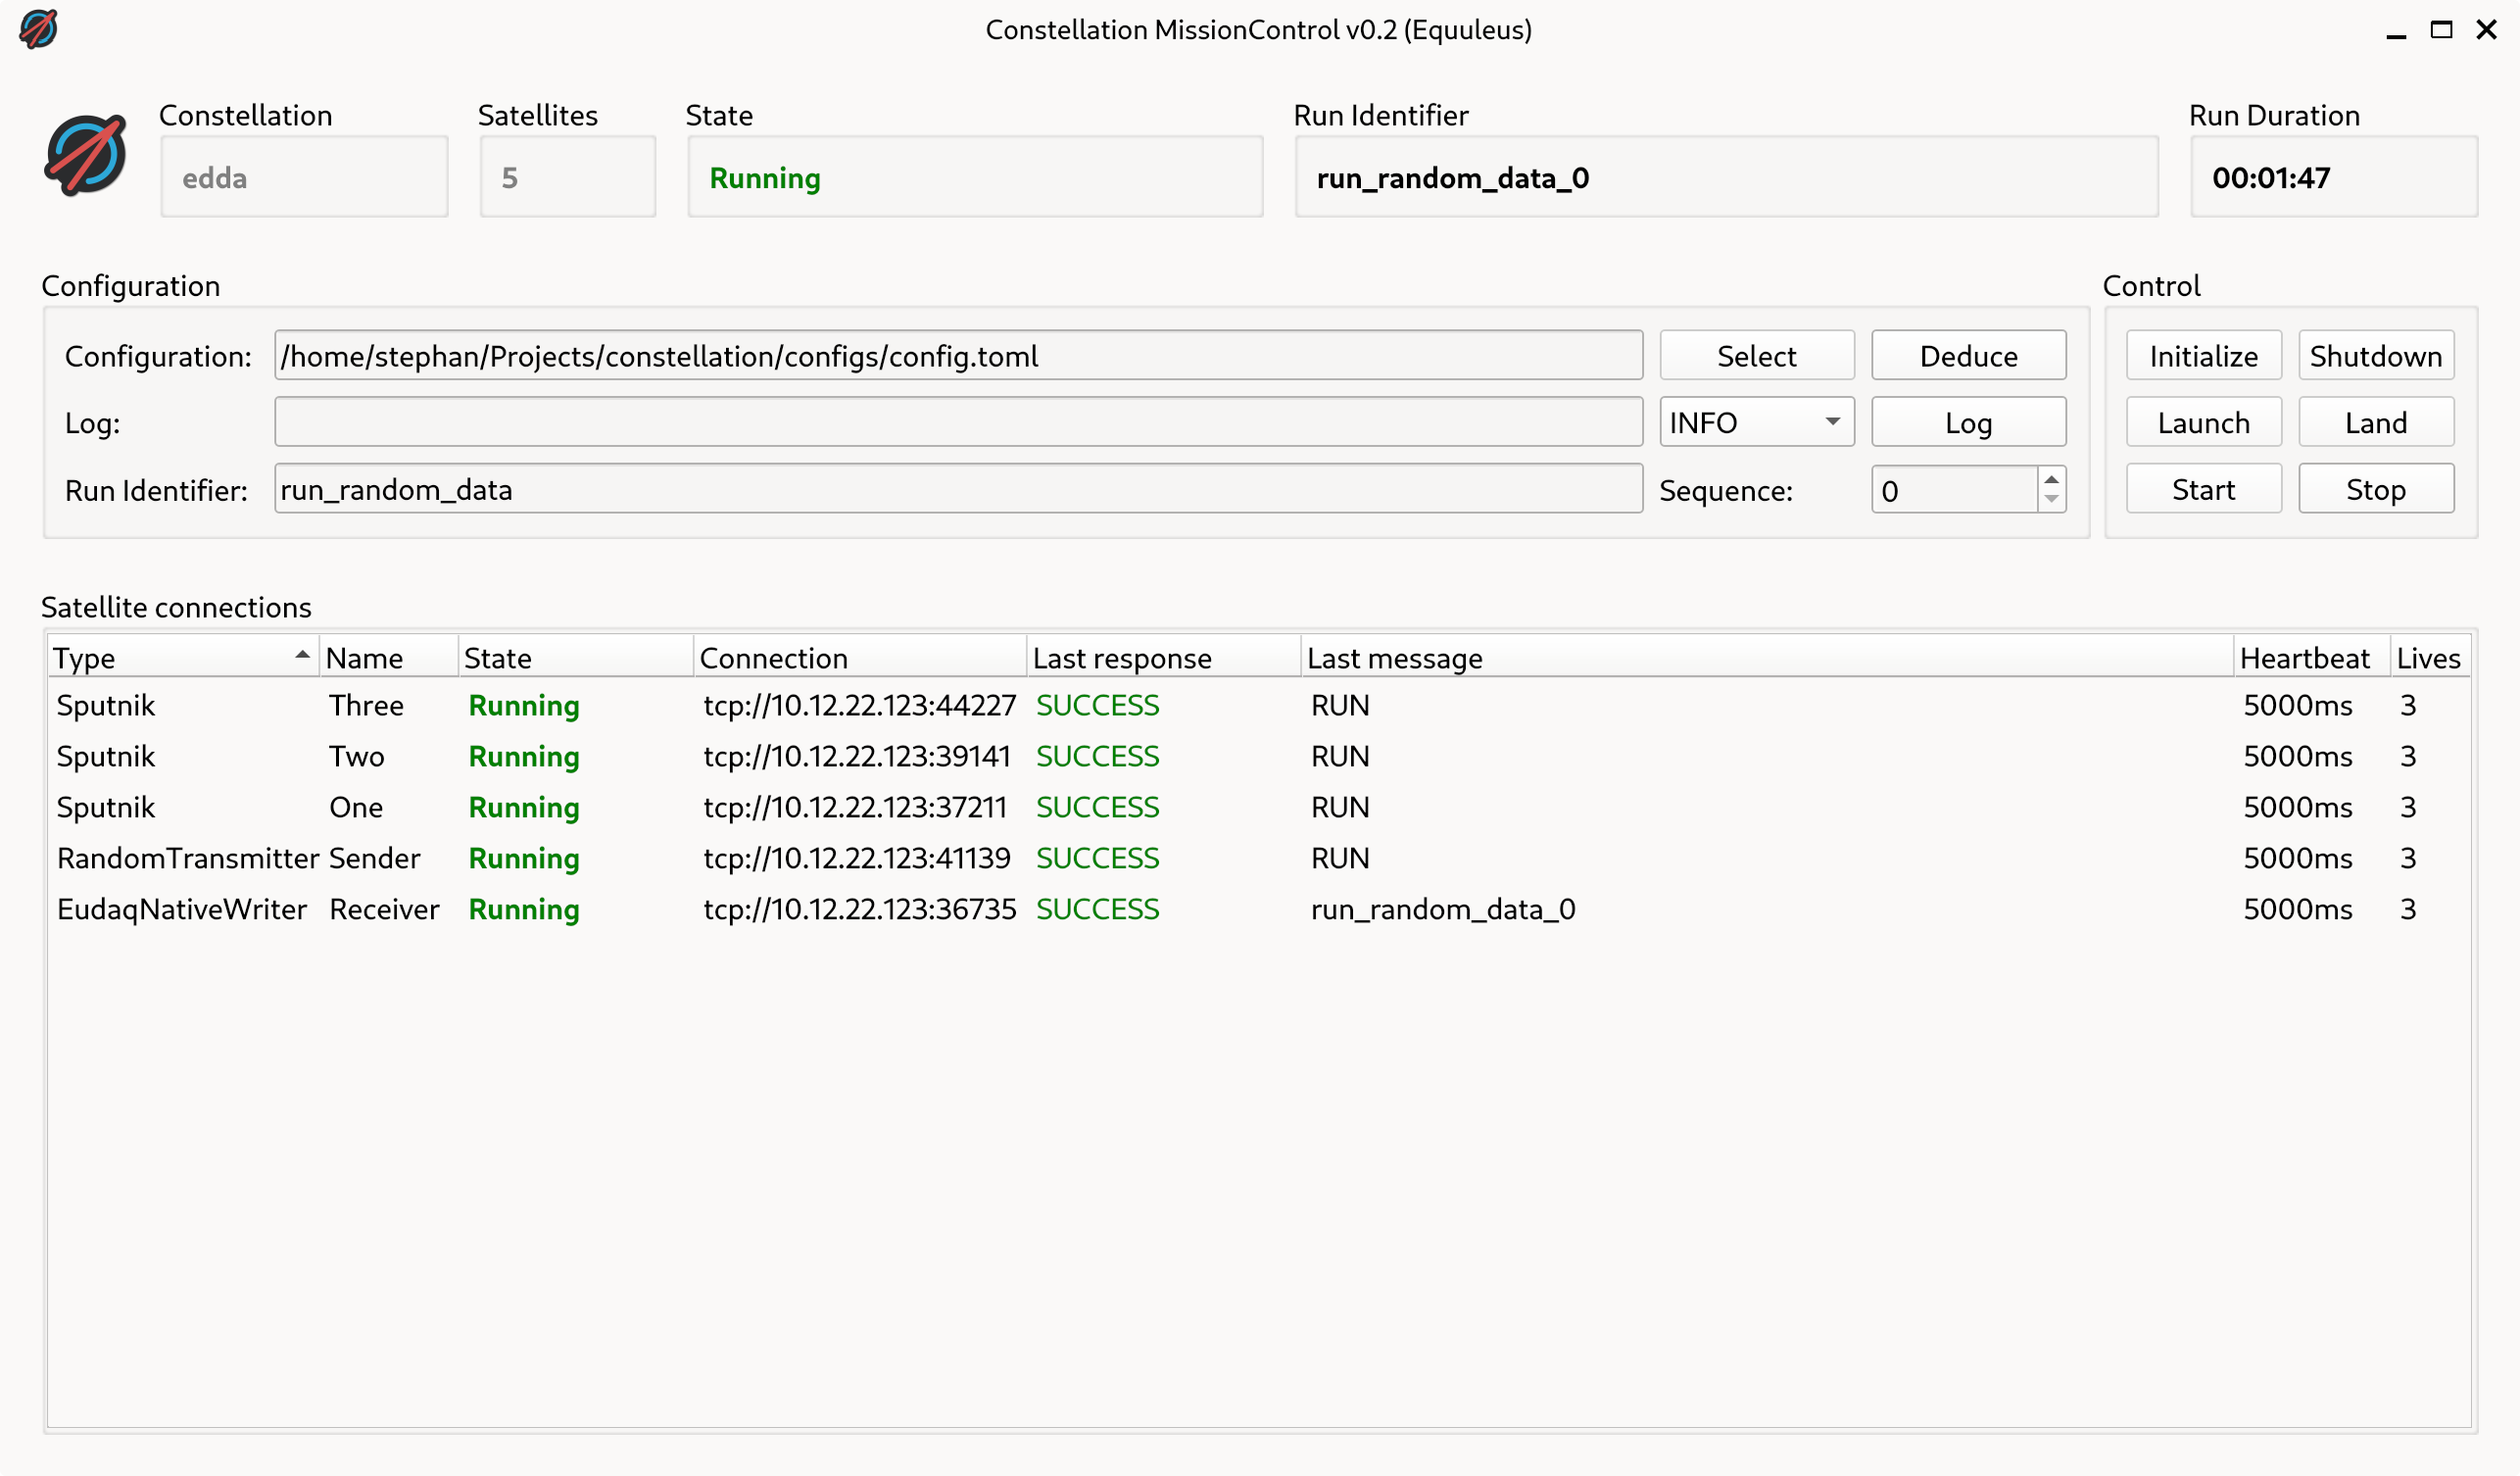 Constellation MissionControl v0.2 (Equuleus)
Constellation Satellites State Run Identifier Run Duration
edda 5 Running run_random_data_0 00:01:47
Configuration Control
Configuration: /home/stephan/Projects/constellation/configs/config.toml Select Deduce Initialize Shutdown
Log: INFO Log Launch Land
Run Identifier: run_random_data Sequence: 0 Start Stop
Satellite connections
Type Name State Connection Last response Last message Heartbeat Lives
Sputnik Three Running tcp://10.12.22.123:44227 SUCCESS RUN 5000ms 3
Sputnik Two Running tcp://10.12.22.123:39141 SUCCESS RUN 5000ms 3
Sputnik One Running tcp://10.12.22.123:37211 SUCCESS RUN 5000ms 3
RandomTransmitter Sender Running tcp://10.12.22.123:41139 SUCCESS RUN 5000ms 3
EudaqNativeWriter Receiver Running tcp://10.12.22.123:36735 SUCCESS run_random_data_0 5000ms 3